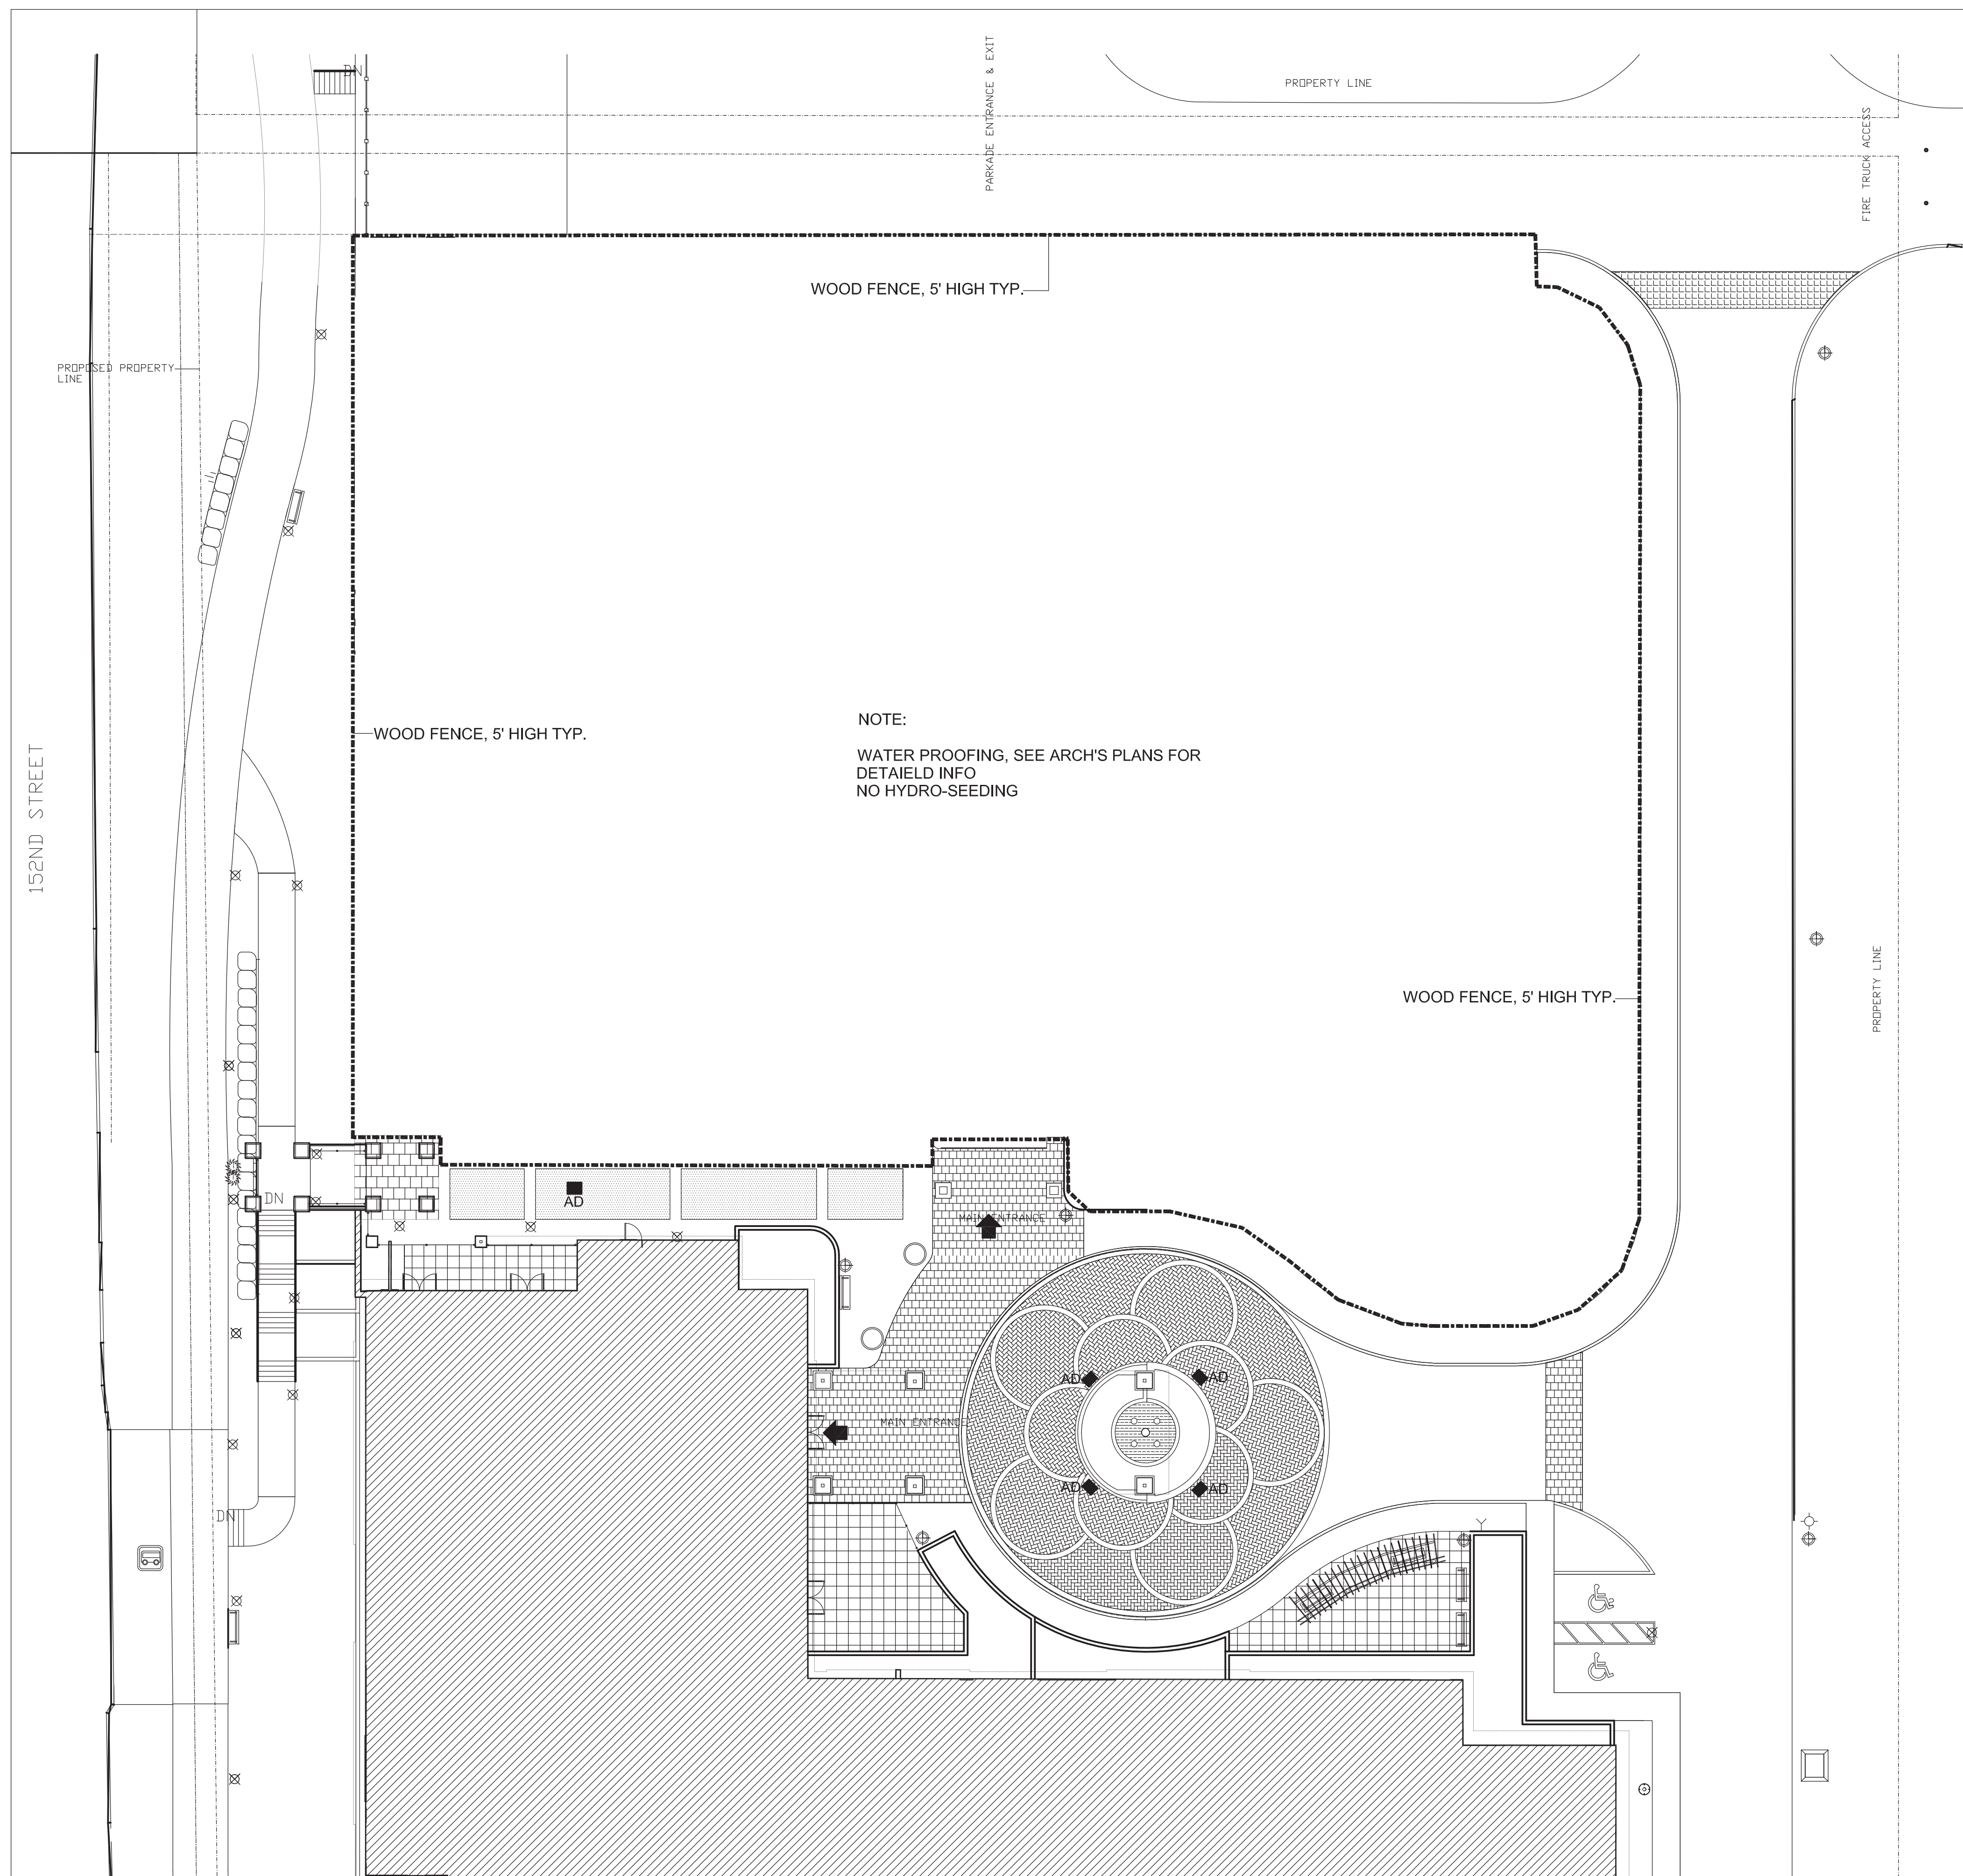 DN
PARKADE ENTRANCE & EXIT
PROPERTY LINE
FIRE TRUCK ACCESS
WOOD FENCE, 5' HIGH TYP.
PROPOSED PROPERTY
LINE
WOOD FENCE, 5' HIGH TYP.
NOTE:
WATER PROOFING, SEE ARCH'S PLANS FOR
DETAIELD INFO
NO HYDRO-SEEDING
152ND STREET
WOOD FENCE, 5' HIGH TYP.
PROPERTY LINE
DN
AD
MAIN ENTRANCE
AD
AD
MAIN ENTRANCE
AD
AD
DN